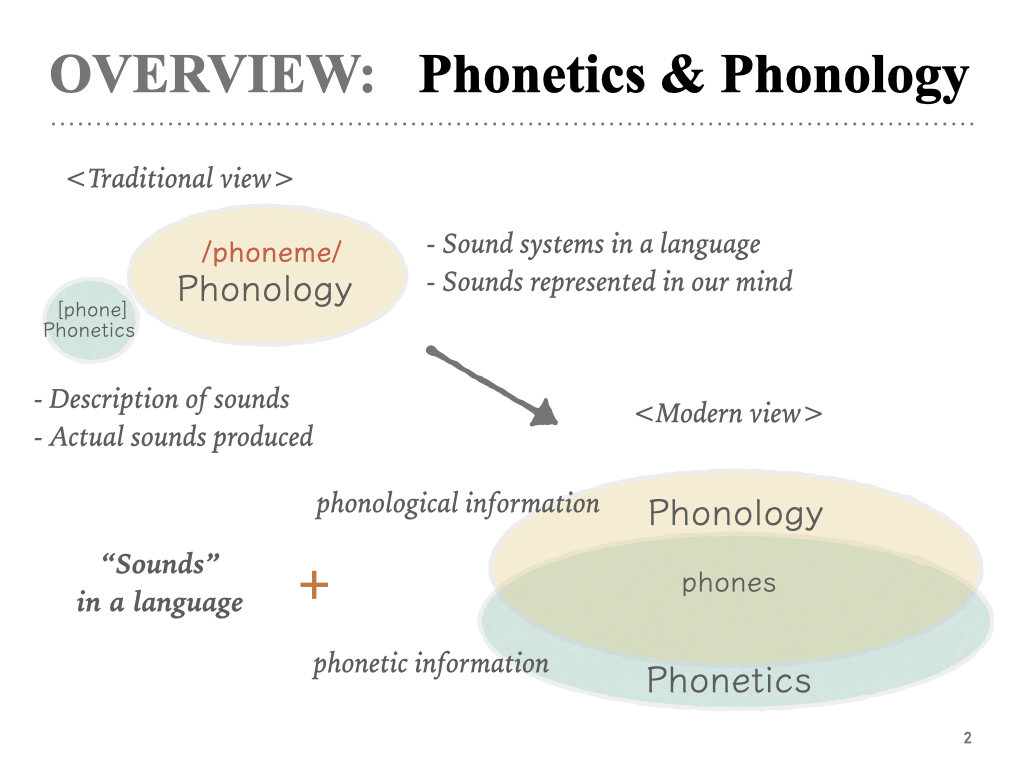 OVERVIEW: Phonetics & Phonology
<Traditional view>
/phoneme/
Phonology
- Sound systems in a language
- Sounds represented in our mind
[phone]
Phonetics
- Description of sounds
- Actual sounds produced
<Modern view>
phonological information
Phonology
“Sounds”
in a language
+
phones
phonetic information
Phonetics
2